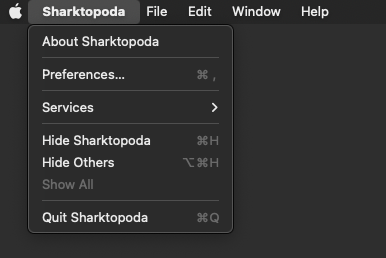 Sharktopoda File Edit Window Help
About Sharktopoda
Preferences... ⌘ ,
Services
Hide Sharktopoda ⌘H
Hide Others ⌥⌘H
Show All
Quit Sharktopoda ⌘Q